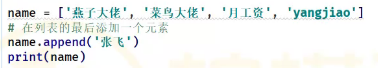 name = ['燕子大佬', '菜鸟大佬', '月工资', 'yangjiao']
# 在列表的最后添加一个元素
name.append('张飞')
print(name)